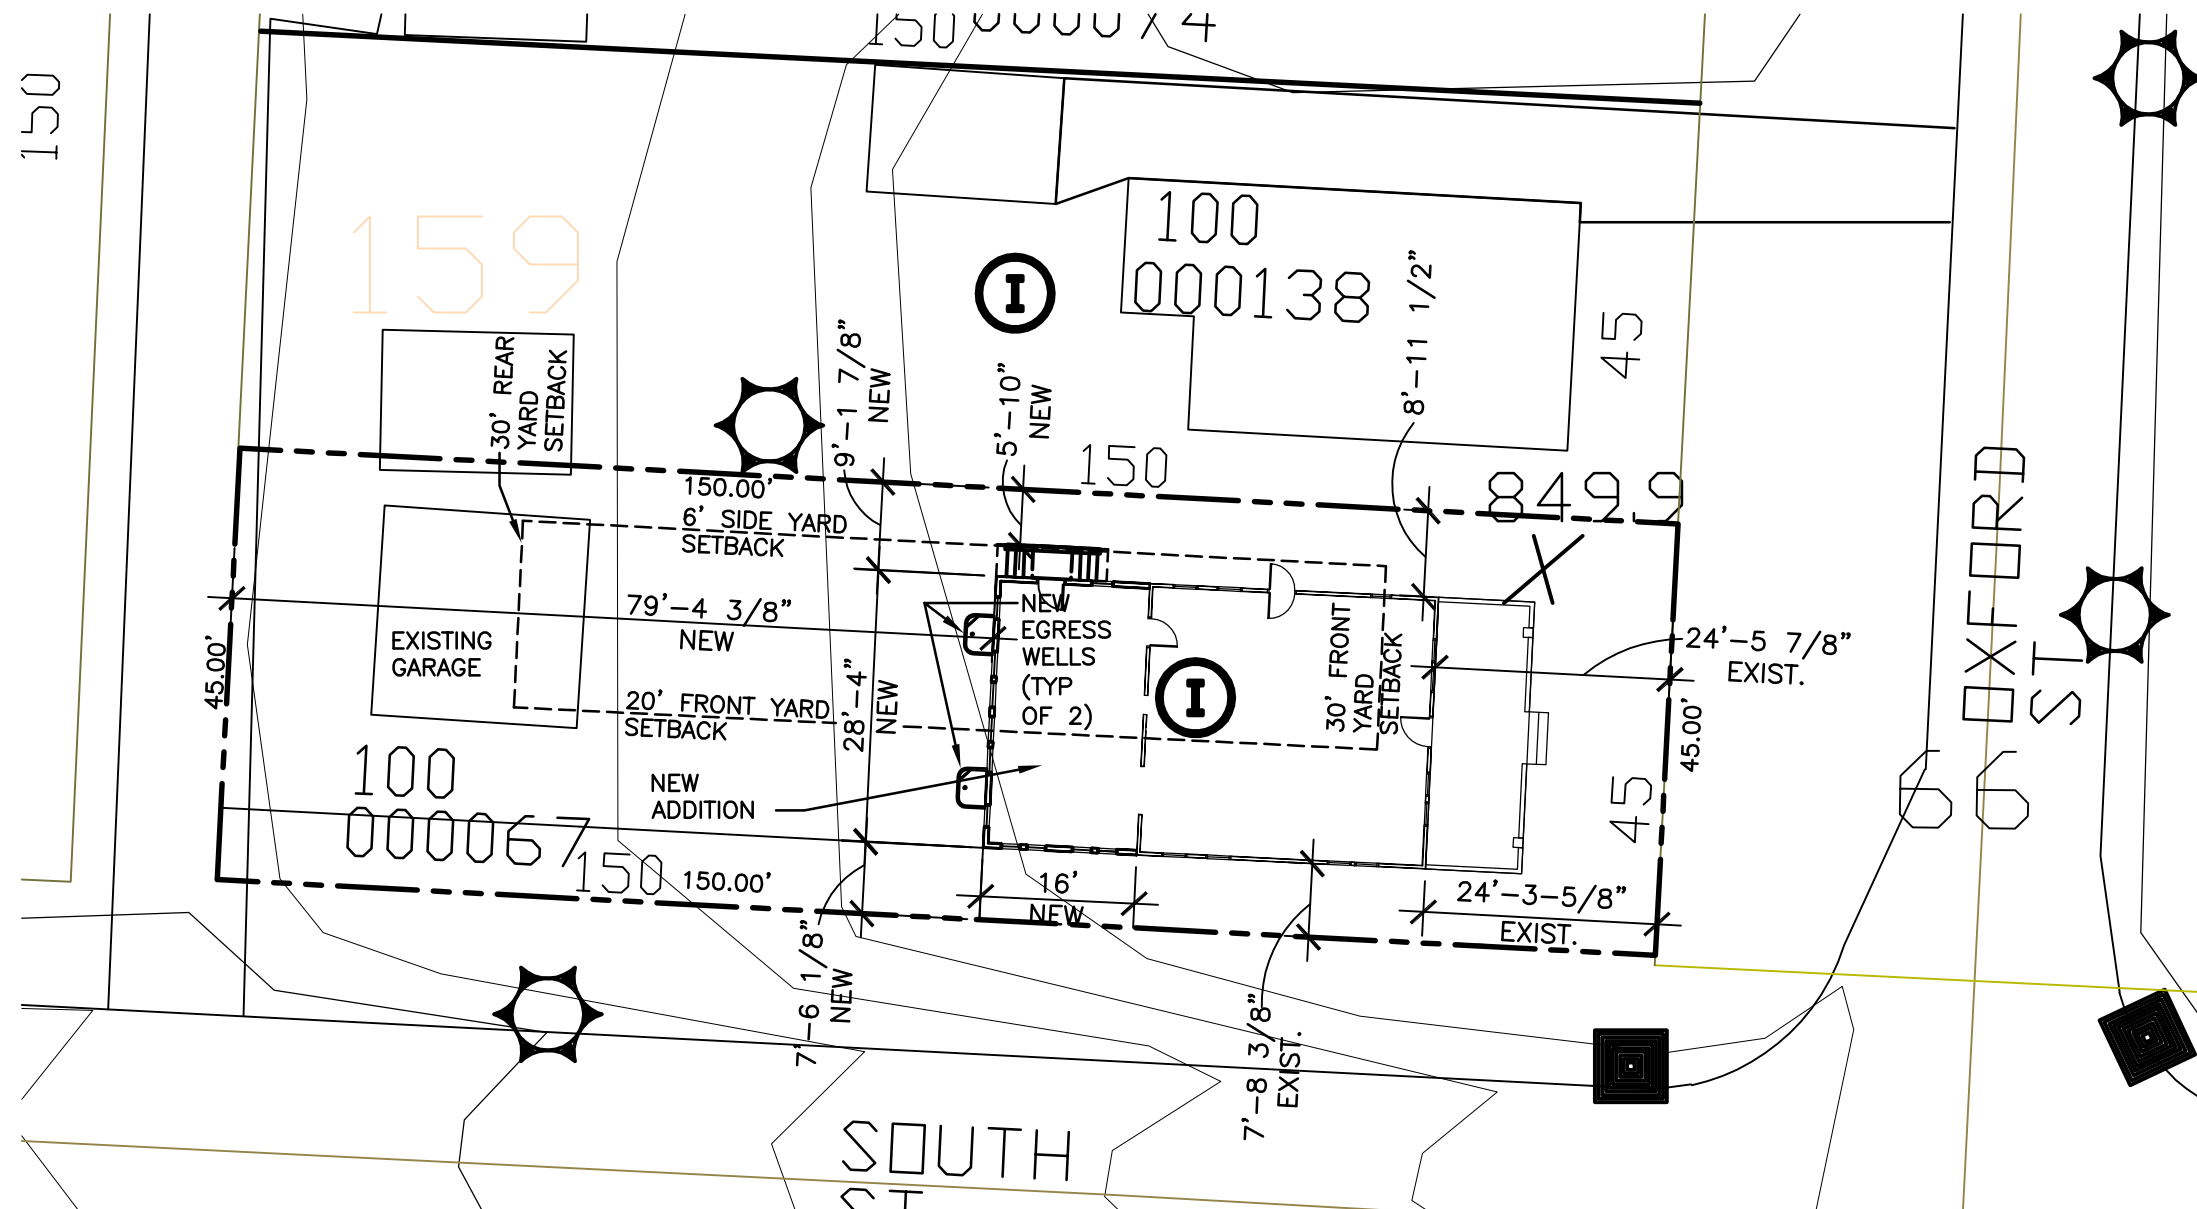 1500000X4
150
159
100
000138
I
8'-11 1/2"
45
30' REAR
YARD
SETBACK
9'-1 7/8"
NEW
5'-10"
NEW
150
8499
X
150.00'
6' SIDE YARD
SETBACK
79'-4 3/8"
NEW
EXISTING
GARAGE
45.00'
20' FRONT YARD
SETBACK
28'-4"
NEW
NEW
EGRESS
WELLS
(TYP
OF 2)
I
30' FRONT
YARD
SETBACK
24'-5 7/8"
EXIST.
45.00'
45
OXFORD
ST
66
NEW
ADDITION
100
000067
150
150.00'
16'
NEW
24'-3-5/8"
EXIST.
7'-6 1/8"
NEW
7'-8 3/8"
EXIST.
SOUTH
ST